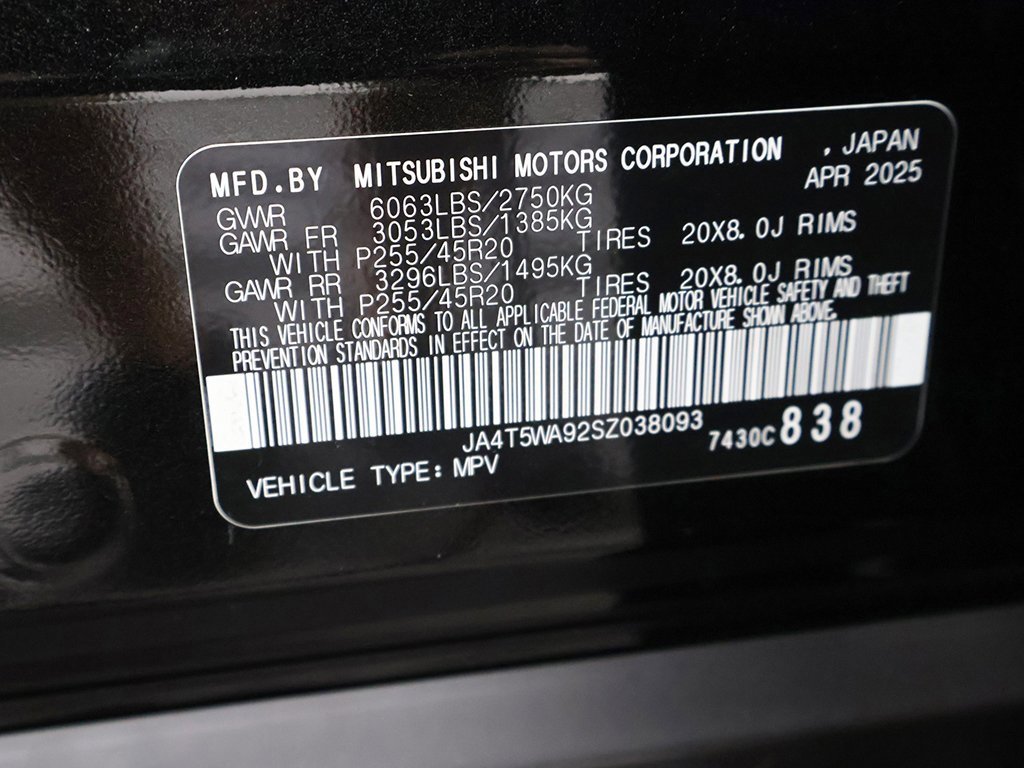 MFD.BY MITSUBISHI MOTORS CORPORATION , JAPAN
APR 2025
GVWR 6063LBS/2750KG
GAWR FR 3053LBS/1385KG
WITH P255/45R20 TIRES 20X8.0J RIMS
GAWR RR 3296LBS/1495KG
WITH P255/45R20 TIRES 20X8.0J RIMS
THIS VEHICLE CONFORMS TO ALL APPLICABLE FEDERAL MOTOR VEHICLE SAFETY AND THEFT
PREVENTION STANDARDS IN EFFECT ON THE DATE OF MANUFACTURE SHOWN ABOVE.
JA4T5WA92SZ038093 7430C 838
VEHICLE TYPE: MPV